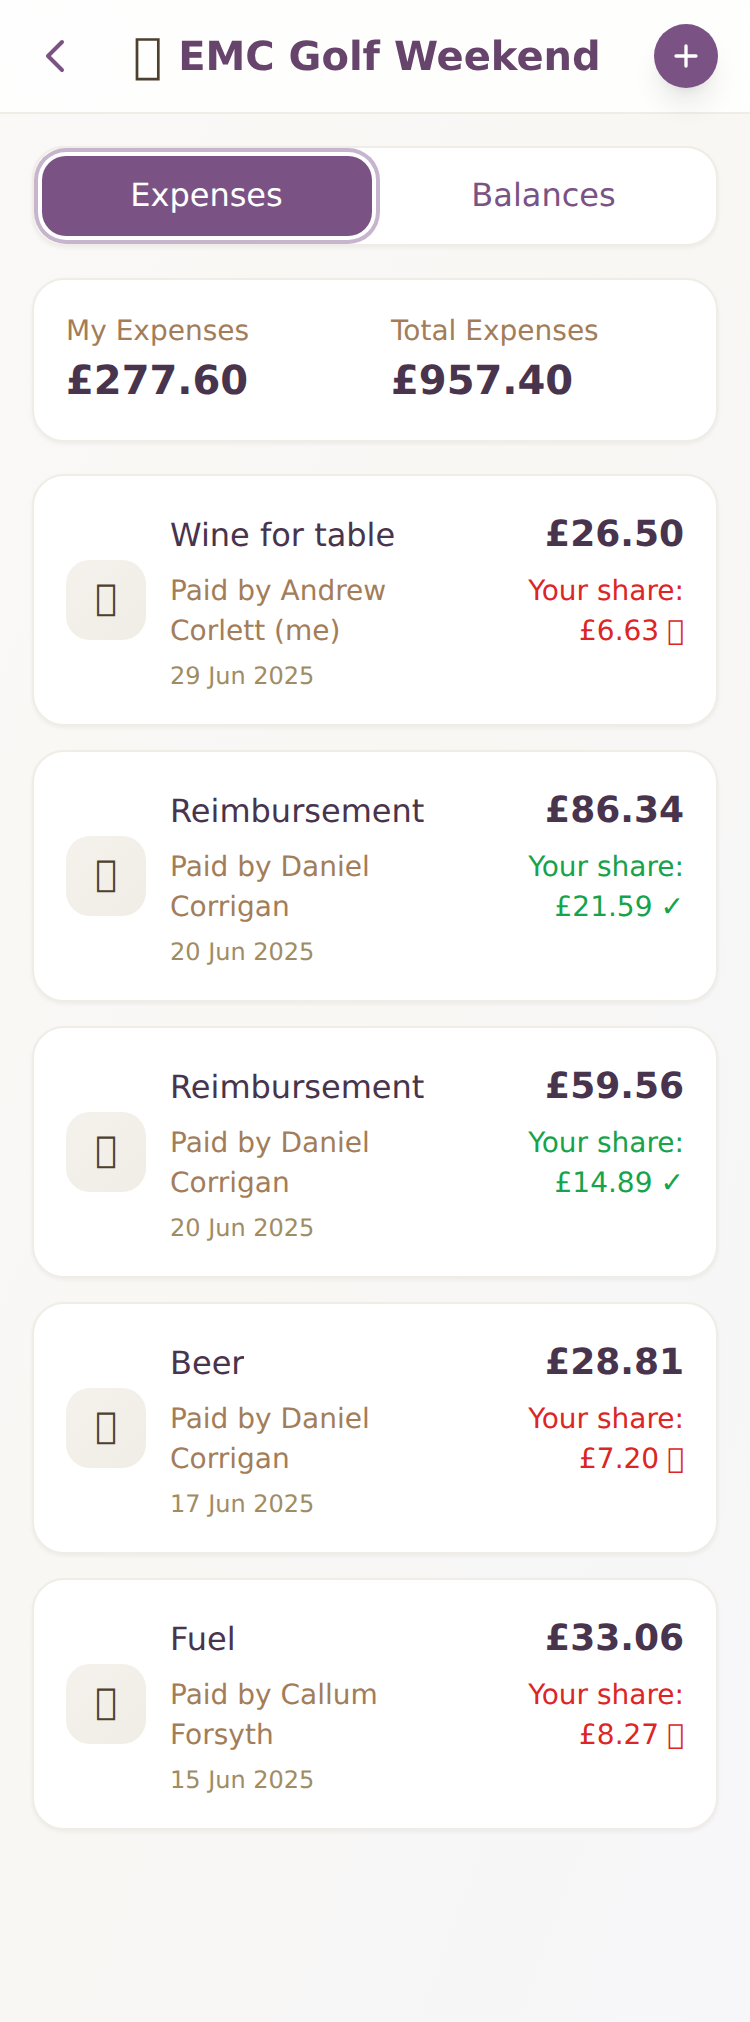 EMC Golf Weekend
Expenses
Balances
My Expenses
£277.60
Total Expenses
£957.40
Wine for table
£26.50
Paid by Andrew
Corlett (me)
Your share:
£6.63
29 Jun 2025
Reimbursement
£86.34
Paid by Daniel
Corrigan
Your share:
£21.59 ✓
20 Jun 2025
Reimbursement
£59.56
Paid by Daniel
Corrigan
Your share:
£14.89 ✓
20 Jun 2025
Beer
£28.81
Paid by Daniel
Corrigan
Your share:
£7.20
17 Jun 2025
Fuel
£33.06
Paid by Callum
Forsyth
Your share:
£8.27
15 Jun 2025